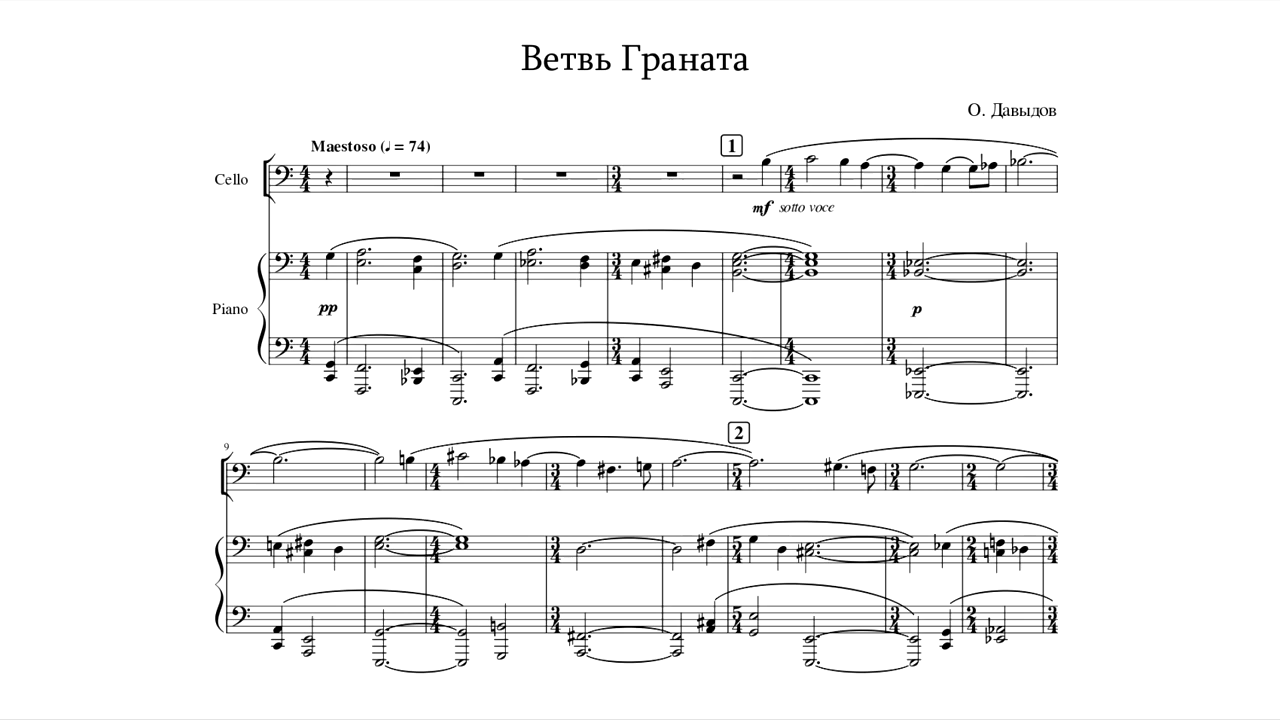 Ветвь Граната
О. Давыдов
Maestoso (♩ = 74)
1
Cello
mf sotto voce
Piano
pp
p
9
2